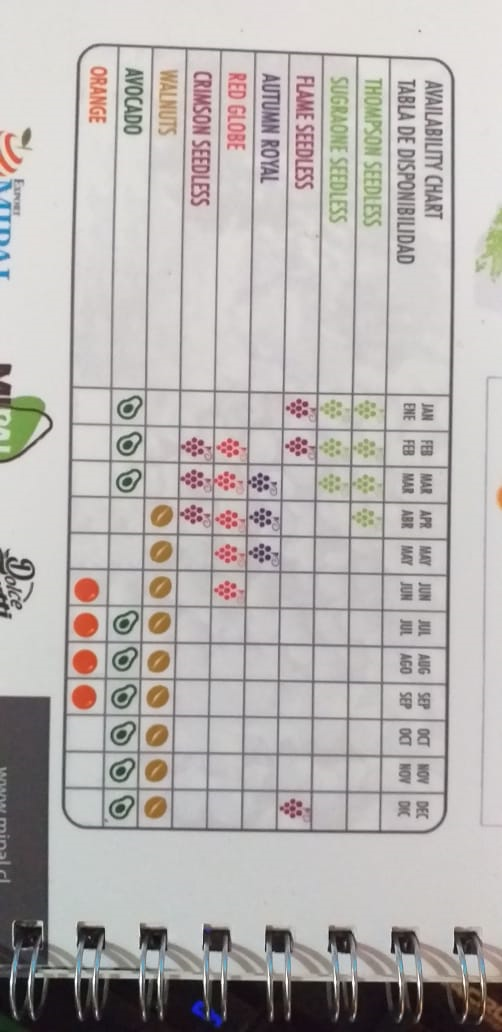 AVAILABILITY CHART
TABLA DE DISPONIBILIDAD
JAN FEB MAR APR MAY JUN JUL AUG SEP OCT NOV DEC
ENE FEB MAR ABR MAY JUN JUL AGO SEP OCT NOV DIC
THOMPSON SEEDLESS
SUGRAONE SEEDLESS
FLAME SEEDLESS
AUTUMN ROYAL
RED GLOBE
CRIMSON SEEDLESS
WALNUTS
AVOCADO
ORANGE
EXPORT
MIPAL
Dolce
www.mipal.cl